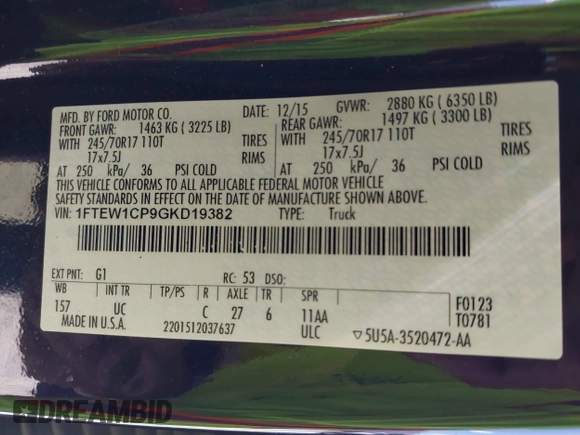 MFD. BY FORD MOTOR CO.
DATE: 12/15
GVWR: 2880 KG ( 6350 LB)
FRONT GAWR: 1463 KG ( 3225 LB)
REAR GAWR: 1497 KG ( 3300 LB)
WITH 245/70R17 110T TIRES
WITH 245/70R17 110T TIRES
17x7.5J RIMS
17x7.5J RIMS
AT 250 kPa/ 36 PSI COLD
AT 250 kPa/ 36 PSI COLD
THIS VEHICLE CONFORMS TO ALL APPLICABLE FEDERAL MOTOR VEHICLE
SAFETY STANDARDS IN EFFECT ON THE DATE OF MANUFACTURE SHOWN ABOVE.
VIN: 1FTEW1CP9GKD19382
TYPE: Truck
EXT PNT: G1
RC: 53 DSO:
WB INT TR TP/PS R AXLE TR SPR
157 UC C 27 6 11AA
F0123
T0781
MADE IN U.S.A. 2201512037637 ULC ▽5U5A-3520472-AA
DREAMBID